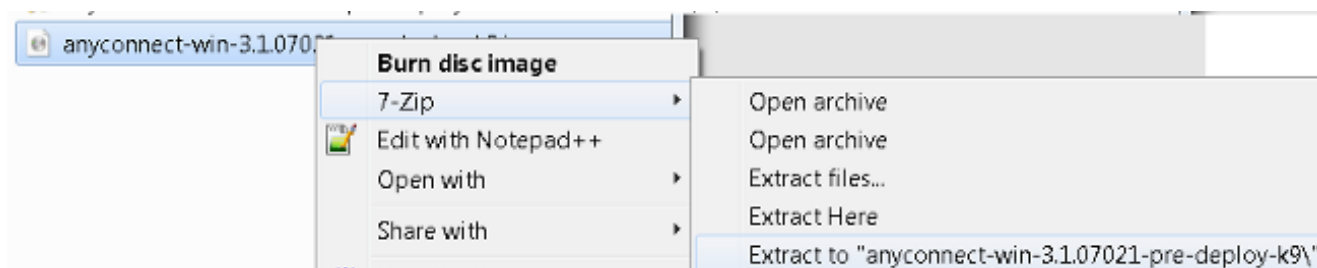 anyconnect-win-3.1.070
Burn disc image
7-Zip
Edit with Notepad++
Open with
Share with
Open archive
Open archive
Extract files...
Extract Here
Extract to "anyconnect-win-3.1.07021-pre-deploy-k9\"